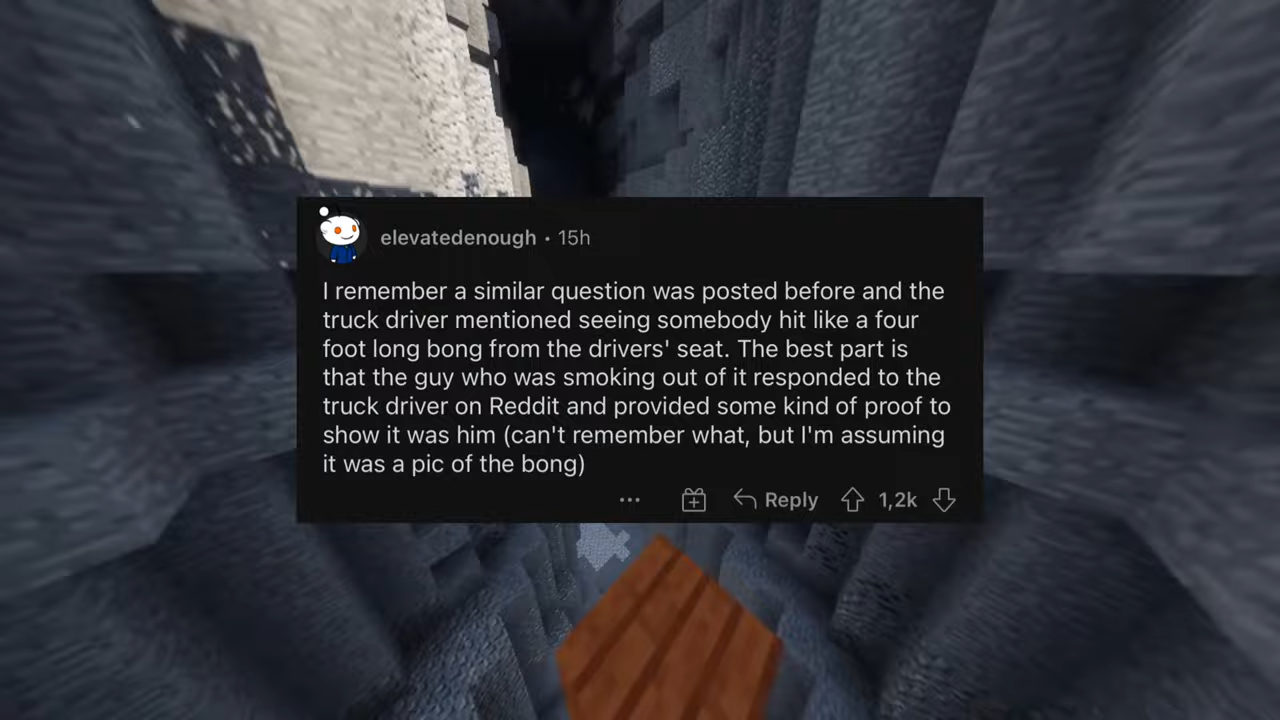 elevatedenough • 15h
I remember a similar question was posted before and the
truck driver mentioned seeing somebody hit like a four
foot long bong from the drivers' seat. The best part is
that the guy who was smoking out of it responded to the
truck driver on Reddit and provided some kind of proof to
show it was him (can't remember what, but I'm assuming
it was a pic of the bong)
Reply 1,2k